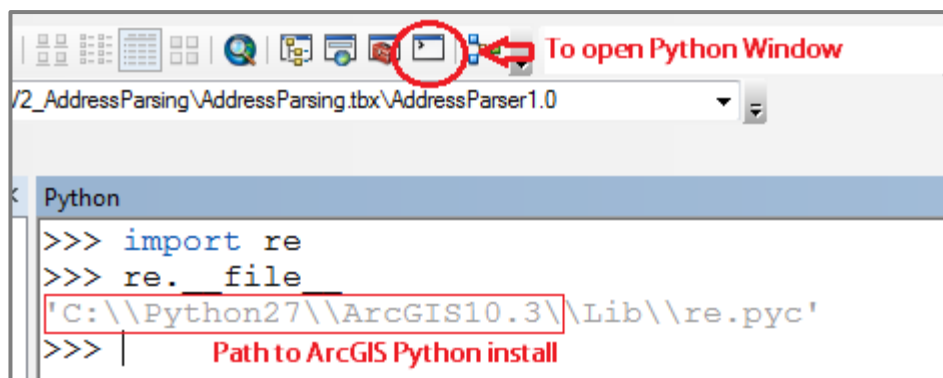 To open Python Window
/2_AddressParsing\AddressParsing.tbx\AddressParser1.0
Python
>>> import re
>>> re.__file__
'C:\\Python27\\ArcGIS10.3\\Lib\\re.pyc'
>>>
Path to ArcGIS Python install